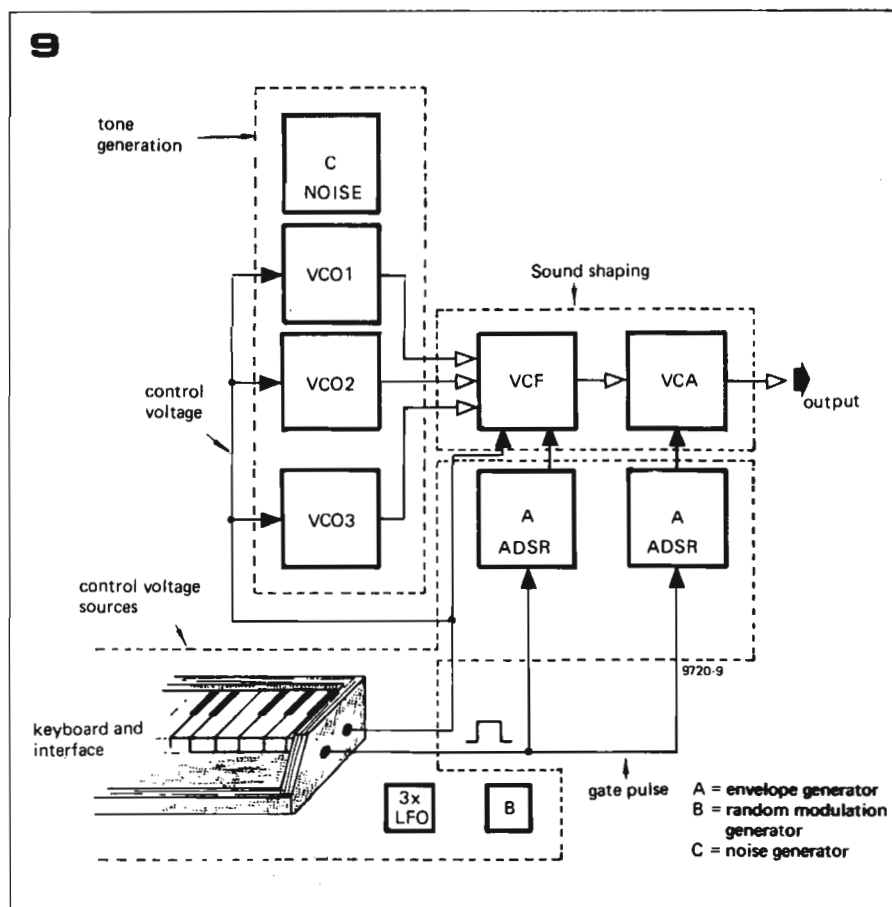 9
tone
generation
C
NOISE
VCO1
Sound shaping
control
voltage
VCO2
VCF
VCA
output
VCO3
A
ADSR
A
ADSR
control voltage
sources
9720-9
keyboard and
interface
gate pulse
3x
LFO
B
A = envelope generator
B = random modulation
generator
C = noise generator